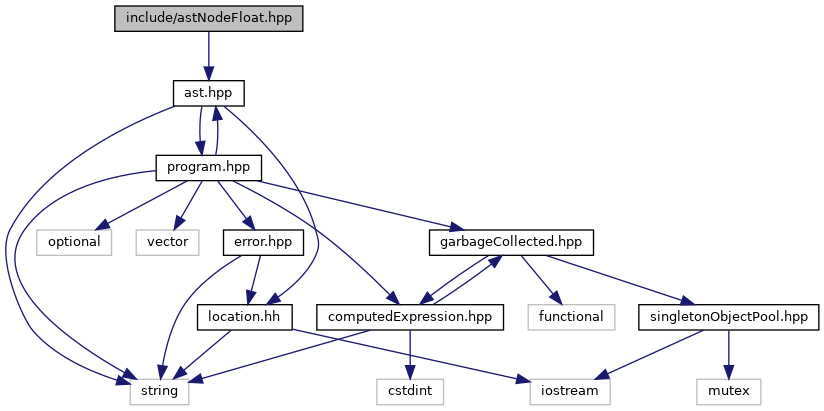 include/astNodeFloat.hpp
ast.hpp
program.hpp
optional
vector
error.hpp
garbageCollected.hpp
location.hh
computedExpression.hpp
functional
singletonObjectPool.hpp
string
cstdint
iostream
mutex